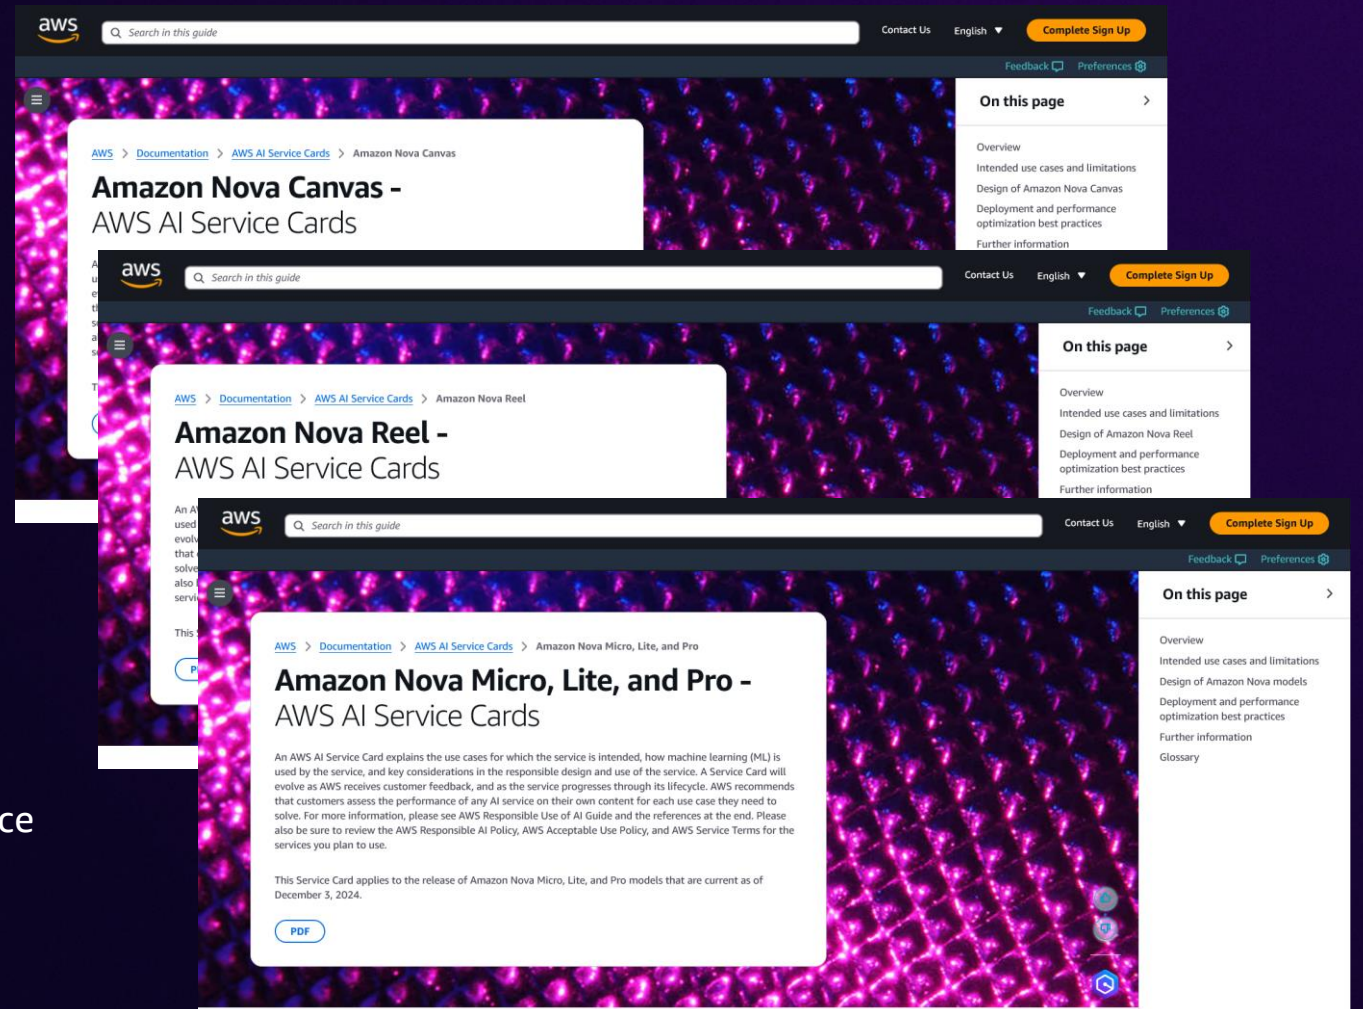 aws
Search in this guide
Contact Us
English
Complete Sign Up
Feedback
Preferences
On this page
AWS > Documentation > AWS AI Service Cards > Amazon Nova Canvas
Amazon Nova Canvas -
AWS AI Service Cards
Overview
Intended use cases and limitations
Design of Amazon Nova Canvas
Deployment and performance
optimization best practices
Further information
aws
Search in this guide
Contact Us
English
Complete Sign Up
Feedback
Preferences
On this page
AWS > Documentation > AWS AI Service Cards > Amazon Nova Reel
Amazon Nova Reel -
AWS AI Service Cards
An A
used
evolv
that
solve
also
servi
This
Overview
Intended use cases and limitations
Design of Amazon Nova Reel
Deployment and performance
optimization best practices
Further information
aws
Search in this guide
Contact Us
English
Complete Sign Up
Feedback
Preferences
On this page
AWS > Documentation > AWS AI Service Cards > Amazon Nova Micro, Lite, and Pro
Amazon Nova Micro, Lite, and Pro -
AWS AI Service Cards
An AWS AI Service Card explains the use cases for which the service is intended, how machine learning (ML) is
used by the service, and key considerations in the responsible design and use of the service. A Service Card will
evolve as AWS receives customer feedback, and as the service progresses through its lifecycle. AWS recommends
that customers assess the performance of any AI service on their own content for each use case they need to
solve. For more information, please see AWS Responsible Use of AI Guide and the references at the end. Please
also be sure to review the AWS Responsible AI Policy, AWS Acceptable Use Policy, and AWS Service Terms for the
services you plan to use.
This Service Card applies to the release of Amazon Nova Micro, Lite, and Pro models that are current as of
December 3, 2024.
PDF
Overview
Intended use cases and limitations
Design of Amazon Nova models
Deployment and performance
optimization best practices
Further information
Glossary
ce